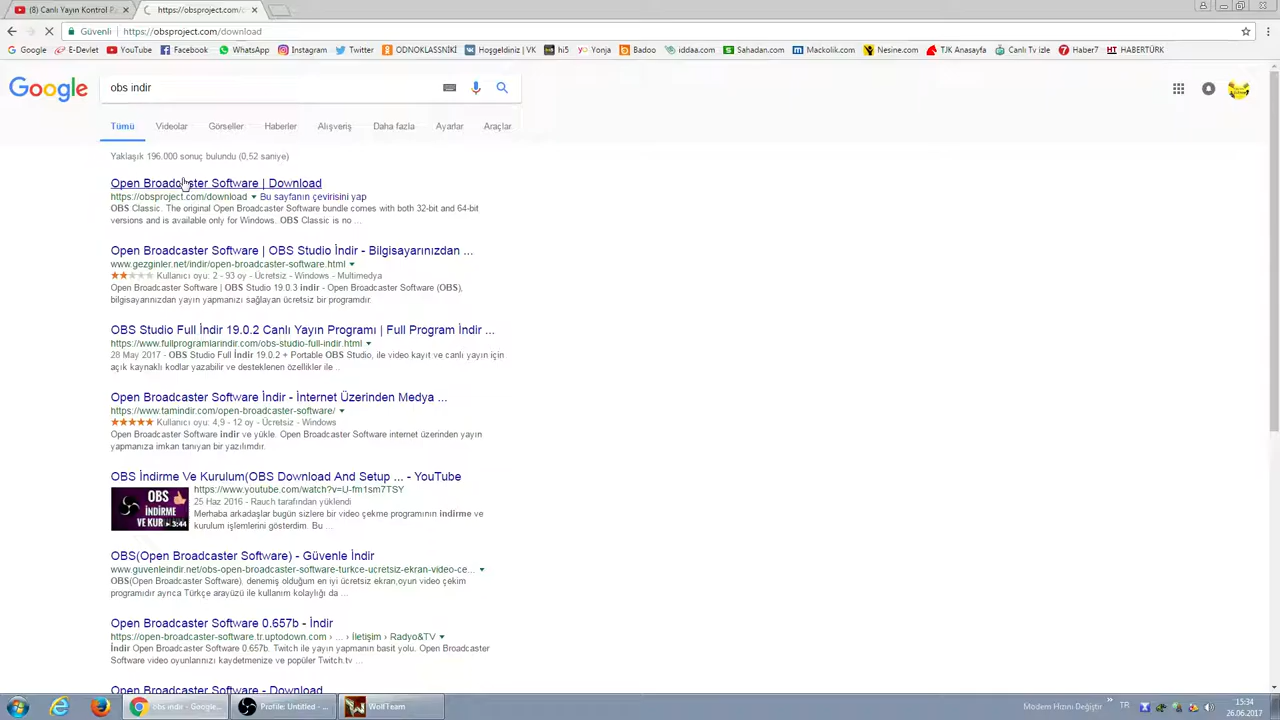 (8) Canlı Yayın Kontrol P
https://obsproject.com/d
Güvenli https://obsproject.com/download
Google E-Devlet YouTube Facebook WhatsApp Instagram Twitter ODNOKLASSNİKİ Hoşgeldiniz | VK hi5 Yonja Badoo iddaa.com Sahadan.com Mackolik.com Nesine.com TJK Anasayfa Canlı Tv izle Haber7 HABERTÜRK
Google
obs indir
Tümü Videolar Görseller Haberler Alışveriş Daha fazla Ayarlar Araçlar
Yaklaşık 196.000 sonuç bulundu (0,52 saniye)
Open Broadcaster Software | Download
https://obsproject.com/download Bu sayfanın çevirisini yap
OBS Classic. The original Open Broadcaster Software bundle comes with both 32-bit and 64-bit
versions and is available only for Windows. OBS Classic is no ...
Open Broadcaster Software | OBS Studio İndir - Bilgisayarınızdan ...
www.gezginler.net/indir/open-broadcaster-software.html
Kullanıcı oyu: 2 - 93 oy - Ücretsiz - Windows - Multimedya
Open Broadcaster Software | OBS Studio 19.0.3 indir - Open Broadcaster Software (OBS),
bilgisayarınızdan yayın yapmanızı sağlayan ücretsiz bir programdır.
OBS Studio Full İndir 19.0.2 Canlı Yayın Programı | Full Program İndir ...
https://www.fullprogramlarindir.com/obs-studio-full-indir.html
28 May 2017 - OBS Studio Full İndir 19.0.2 + Portable OBS Studio, ile video kayıt ve canlı yayın için
açık kaynaklı kodlar yazabilir ve desteklenen özellikler ile ..
Open Broadcaster Software İndir - İnternet Üzerinden Medya ...
https://www.tamindir.com/open-broadcaster-software/
Kullanıcı oyu: 4,9 - 12 oy - Ücretsiz - Windows
Open Broadcaster Software indir ve yükle. Open Broadcaster Software internet üzerinden yayın
yapmanıza imkan tanıyan bir yazılımdır.
OBS İndirme Ve Kurulum(OBS Download And Setup ... - YouTube
https://www.youtube.com/watch?v=U-fm1sm7TSY
25 Haz 2016 - Rauch tarafından yüklendi
Merhaba arkadaşlar bugün sizlere bir video çekme programının indirme ve
kurulum işlemlerini gösterdim. Bu ...
OBS
İNDİRME
VE KUR
3:44
OBS(Open Broadcaster Software) - Güvenle İndir
www.guvenleindir.net/obs-open-broadcaster-software-turkce-ucretsiz-ekran-video-ce...
OBS(Open Broadcaster Software), denemiş olduğum en iyi ücretsiz ekran,oyun video çekim
programıdır ayrıca Türkçe arayüzü ile kullanım kolaylığı da ...
Open Broadcaster Software 0.657b - İndir
https://open-broadcaster-software.tr.uptodown.com › ... › İletişim › Radyo&TV
İndir Open Broadcaster Software 0.657b. Twitch ile yayın yapmanın basit yolu. Open Broadcaster
Software video oyunlarınızı kaydetmenize ve popüler Twitch.tv ...
Open Broadcaster Software - Download
obs indir - Google... Profile: Untitled - ... WolfTeam
Modem Hızını Değiştir TR 15:34
26.06.2017